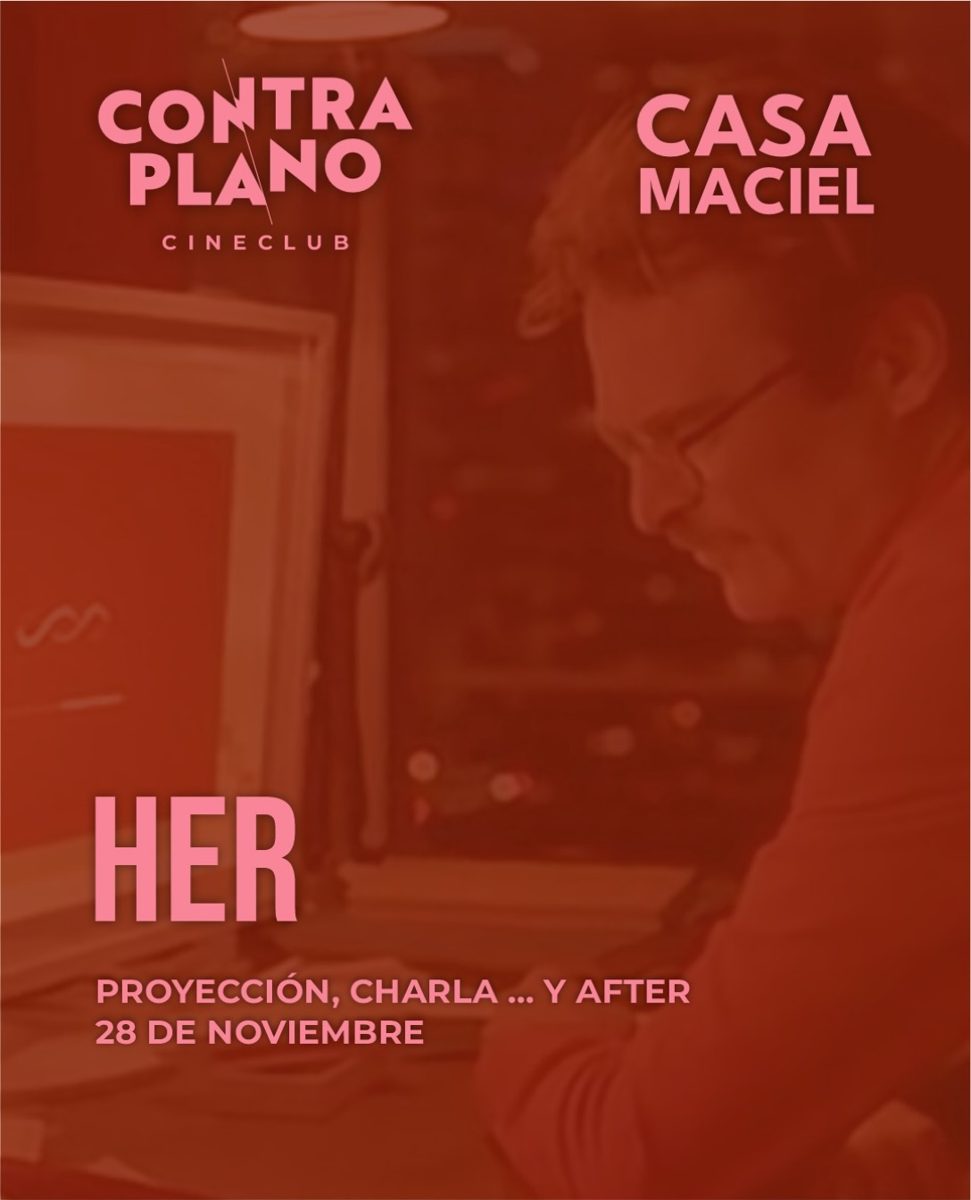 CONTRA
PLANO
CINECLUB
CASA
MACIEL
HER
PROYECCIÓN, CHARLA ... Y AFTER
28 DE NOVIEMBRE